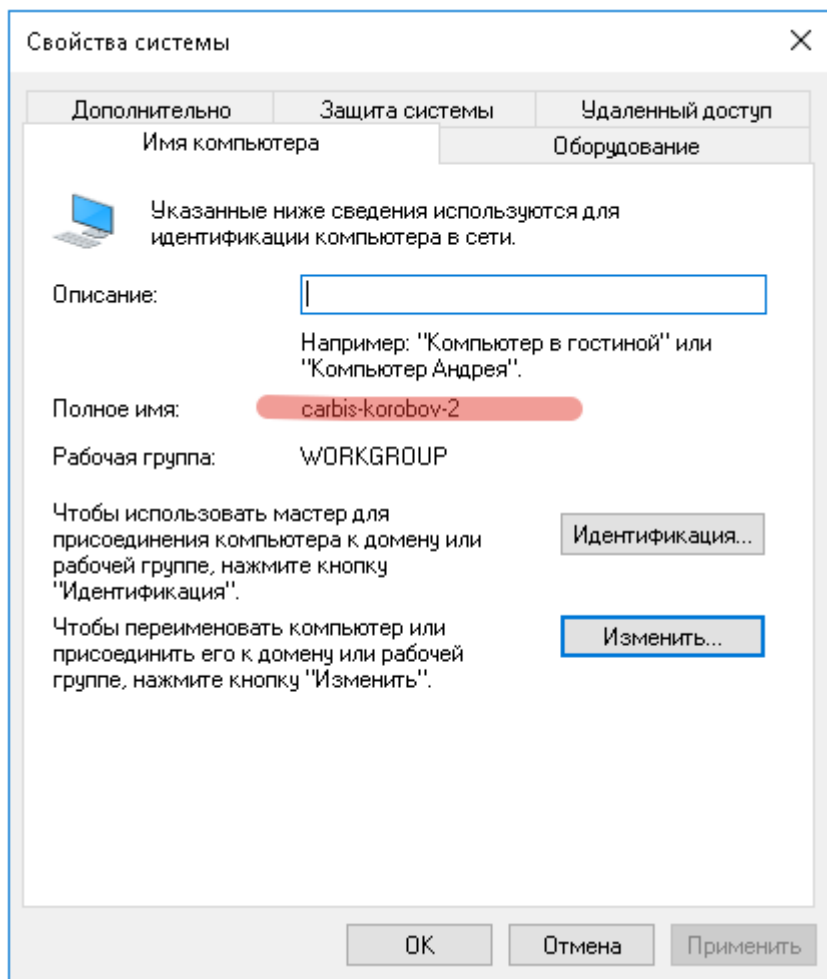 Свойства системы
Дополнительно
Защита системы
Удаленный доступ
Имя компьютера
Оборудование
Указанные ниже сведения используются для
идентификации компьютера в сети.
Описание:
Например: "Компьютер в гостиной" или
"Компьютер Андрея".
Полное имя:
carbis-korobov-2
Рабочая группа:
WORKGROUP
Чтобы использовать мастер для
присоединения компьютера к домену или
рабочей группе, нажмите кнопку
"Идентификация".
Идентификация...
Чтобы переименовать компьютер или
присоединить его к домену или рабочей
группе, нажмите кнопку "Изменить".
Изменить...
ОК
Отмена
Применить